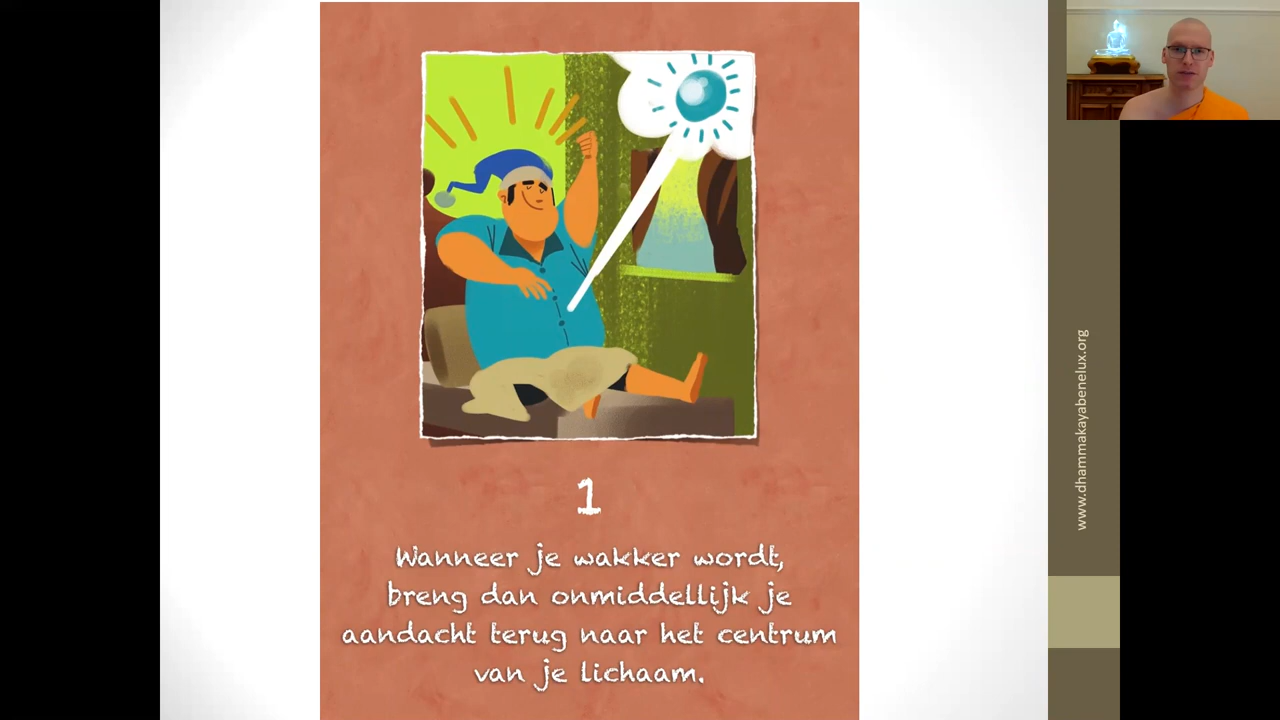 1
Wanneer je wakker wordt,
breng dan onmiddellijk je
aandacht terug naar het centrum
van je lichaam.
www.dhammakayabenelux.org